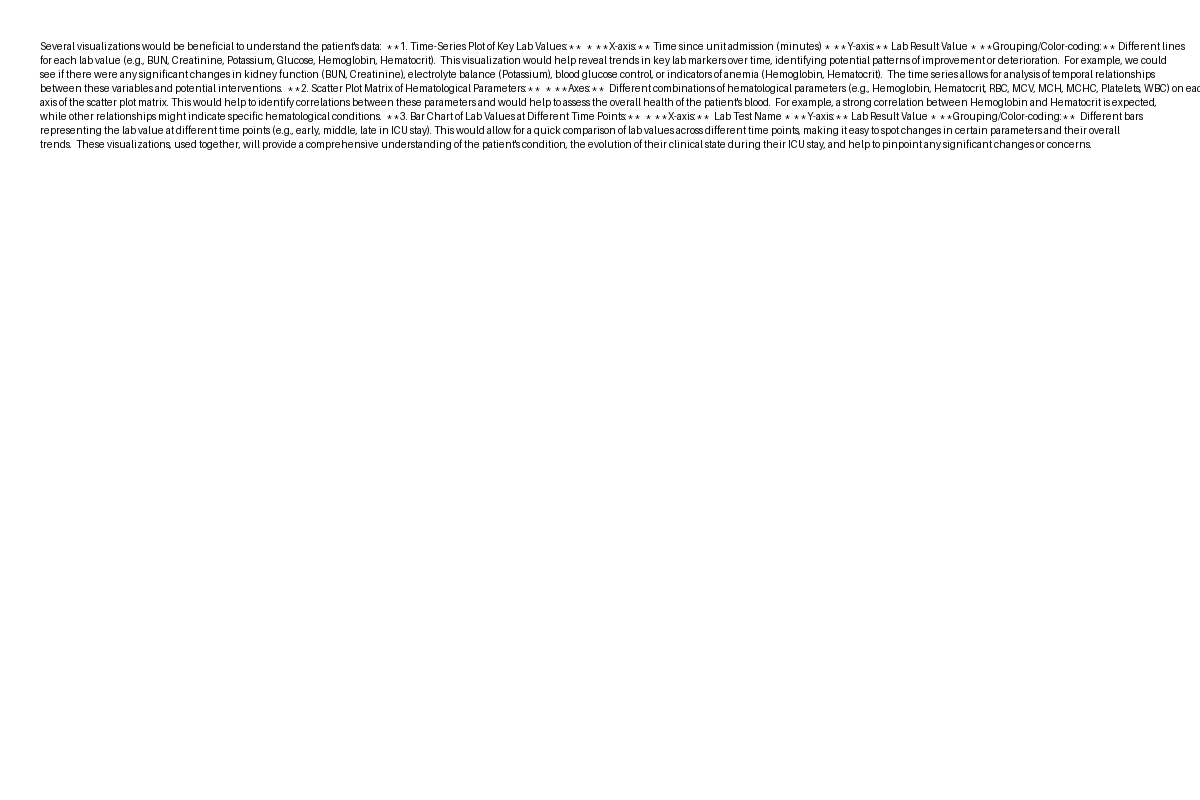 Several visualizations would be beneficial to understand the patient's data:  **1. Time-Series Plot of Key Lab Values:**  * **X-axis:** Time since unit admission (minutes) * **Y-axis:** Lab Result Value * **Grouping/Color-coding:** Different lines
for each lab value (e.g., BUN, Creatinine, Potassium, Glucose, Hemoglobin, Hematocrit).  This visualization would help reveal trends in key lab markers over time, identifying potential patterns of improvement or deterioration.  For example, we could
see if there were any significant changes in kidney function (BUN, Creatinine), electrolyte balance (Potassium), blood glucose control, or indicators of anemia (Hemoglobin, Hematocrit).  The time series allows for analysis of temporal relationships
between these variables and potential interventions.  **2. Scatter Plot Matrix of Hematological Parameters:**  * **Axes:**  Different combinations of hematological parameters (e.g., Hemoglobin, Hematocrit, RBC, MCV, MCH, MCHC, Platelets, WBC) on eac
axis of the scatter plot matrix. This would help to identify correlations between these parameters and would help to assess the overall health of the patient's blood.  For example, a strong correlation between Hemoglobin and Hematocrit is expected,
while other relationships might indicate specific hematological conditions.  **3. Bar Chart of Lab Values at Different Time Points:**  * **X-axis:**  Lab Test Name * **Y-axis:** Lab Result Value * **Grouping/Color-coding:**  Different bars
representing the lab value at different time points (e.g., early, middle, late in ICU stay). This would allow for a quick comparison of lab values across different time points, making it easy to spot changes in certain parameters and their overall
trends.  These visualizations, used together, will provide a comprehensive understanding of the patient's condition, the evolution of their clinical state during their ICU stay, and help to pinpoint any significant changes or concerns.